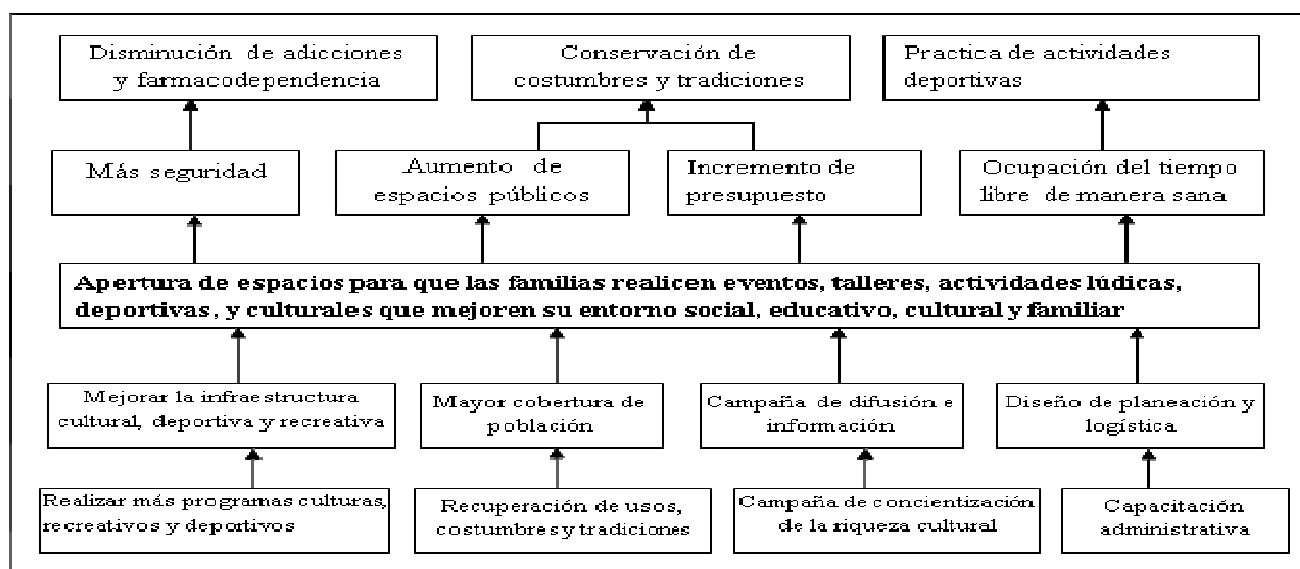 Disminución de adicciones
y farmacodependencia
Conservación de
costumbres y tradiciones
Practica de actividades
deportivas
Más seguridad
Aumento de
espacios públicos
Incremento de
presupuesto
Ocupación del tiempo
libre de manera sana
Apertura de espacios para que las familias realicen eventos, talleres, actividades lúdicas,
deportivas, y culturales que mejoren su entorno social, educativo, cultural y familiar
Mejorar la infraestructura
cultural, deportiva y recreativa
Mayor cobertura de
población
Campaña de difusión e
información
Diseño de planeación y
logística
Realizar más programas culturas,
recreativos y deportivos
Recuperación de usos,
costumbres y tradiciones
Campaña de concientización
de la riqueza cultural
Capacitación
administrativa